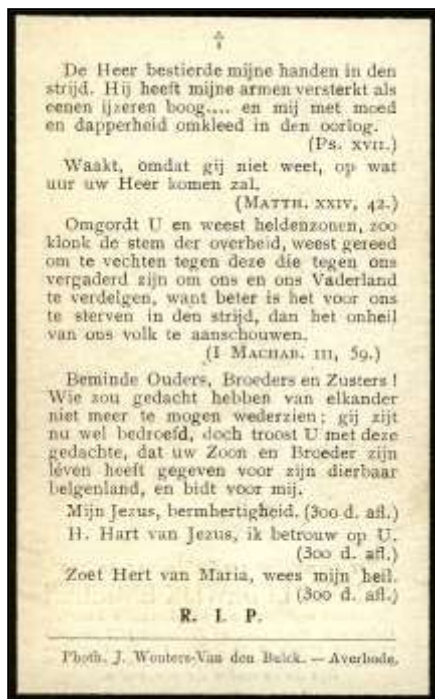 †
De Heer bestierde mijne handen in den
strijd. Hij heeft mijne armen versterkt als
eenen ijzeren boog.... en mij met moed
en dapperheid omkleed in den oorlog.
(Ps. XVII.)
Waakt, omdat gij niet weet, op wat
uur uw Heer komen zal.
(MATTH. XXIV, 42.)
Omgordt U en weest heldenzonen, zoo
klonk de stem der overheid, weest gereed
om te vechten tegen deze die tegen ons
vergaderd zijn om ons en ons Vaderland
te verdelgen, want beter is het voor ons
te sterven in den strijd, dan het onheil
van ons volk te aanschouwen.
(I MACHAB. III, 59.)
Beminde Ouders, Broeders en Zusters !
Wie zou gedacht hebben van elkander
niet meer te mogen wederzien ; gij zijt
nu wel bedroefd, doch troost U met deze
gedachte, dat uw Zoon en Broeder zijn
leven heeft gegeven voor zijn dierbaar
belgenland, en bidt voor mij.
Mijn Jezus, bermhertigheid. (300 d. afl.)
H. Hart van Jezus, ik betrouw op U.
(300 d. afl.)
Zoet Hert van Maria, wees mijn heil.
(300 d. afl.)
R. I. P.
Photh. J. Wouters-Van den Bulck. — Averbode.